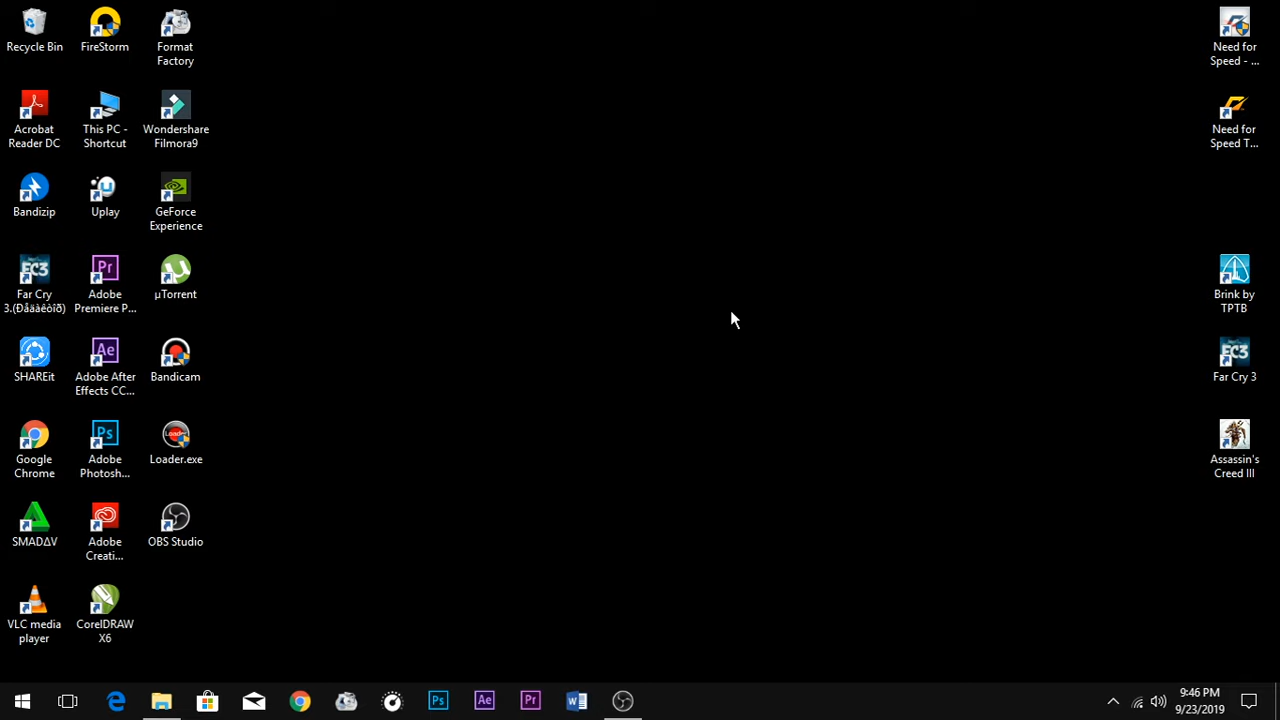 Recycle Bin
FireStorm
Format
Factory
Need for
Speed - ...
Acrobat
Reader DC
This PC -
Shortcut
Wondershare
Filmora9
Need for
Speed T...
Bandizip
Uplay
GeForce
Experience
Far Cry
3.(Ðåäàêòîð)
Adobe
Premiere P...
µTorrent
Brink by
TPTB
SHAREit
Adobe After
Effects CC...
Bandicam
Far Cry 3
Google
Chrome
Adobe
Photosh...
Loader.exe
Assassin's
Creed III
SMADΔV
Adobe
Creati...
OBS Studio
VLC media
player
CorelDRAW
X6
9:46 PM
9/23/2019